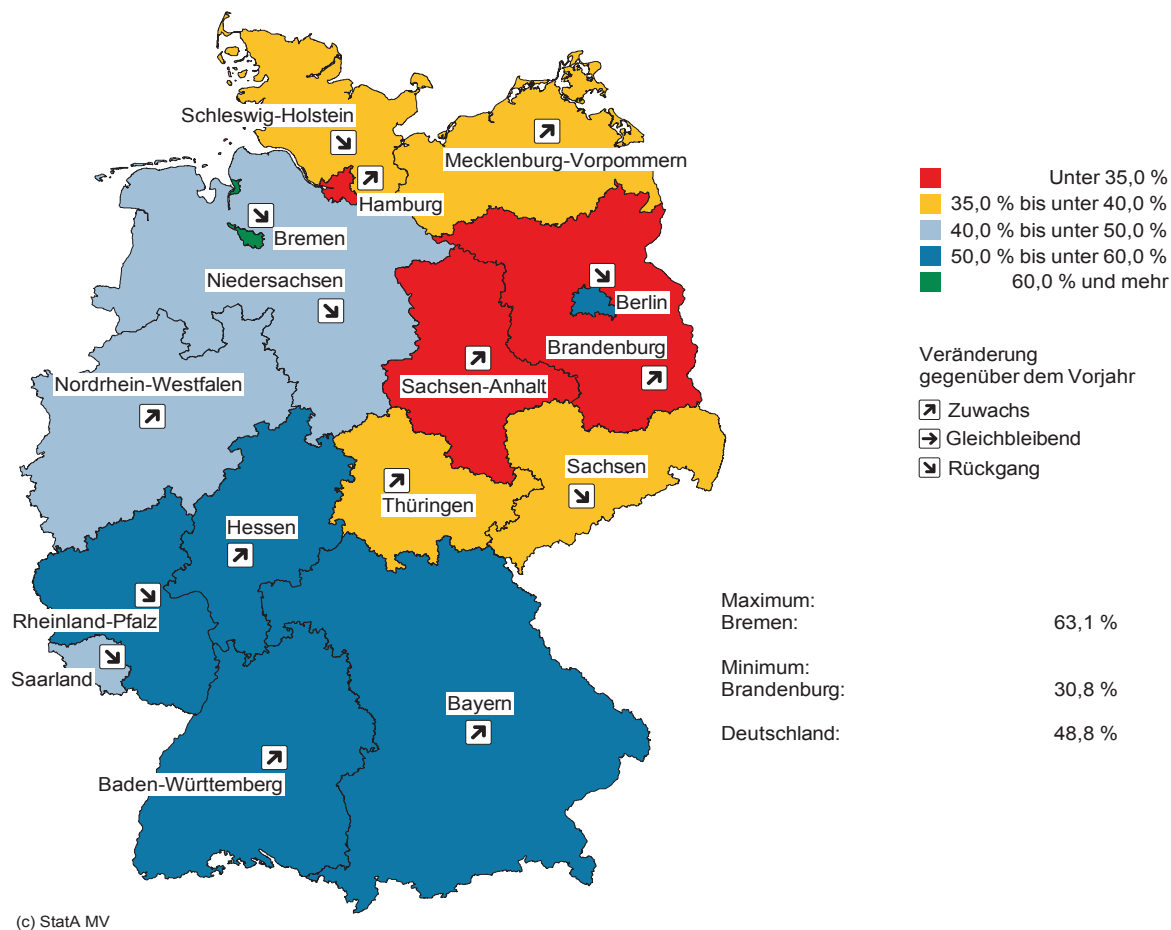 Schleswig-Holstein
Mecklenburg-Vorpommern
Hamburg
Bremen
Niedersachsen
Berlin
Brandenburg
Nordrhein-Westfalen
Sachsen-Anhalt
Sachsen
Thüringen
Hessen
Rheinland-Pfalz
Saarland
Bayern
Baden-Württemberg
Unter 35,0 %
35,0 % bis unter 40,0 %
40,0 % bis unter 50,0 %
50,0 % bis unter 60,0 %
60,0 % und mehr
Veränderung
gegenüber dem Vorjahr
Zuwachs
Gleichbleibend
Rückgang
Maximum:
Bremen: 63,1 %
Minimum:
Brandenburg: 30,8 %
Deutschland: 48,8 %
(c) StatA MV